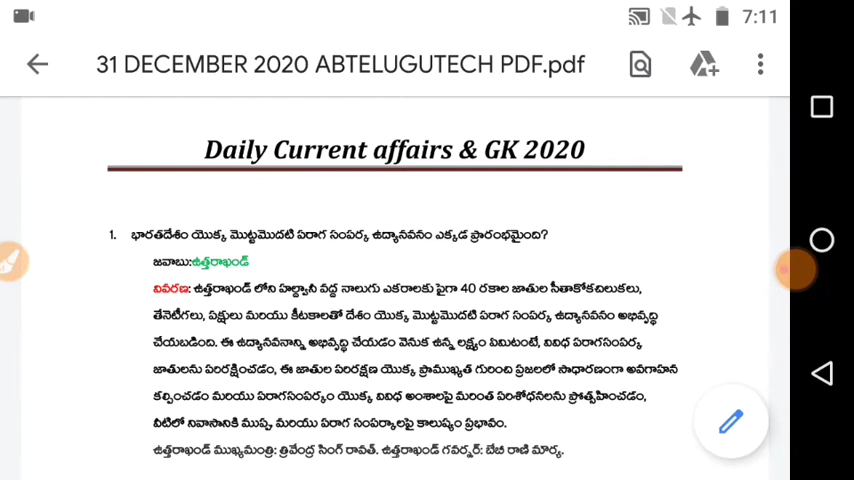 7:11
31 DECEMBER 2020 ABTELUGUTECH PDF.pdf
Daily Current affairs & GK 2020
1. భారతదేశం యొక్క మొట్టమొదటి పరాగ సంపర్క ఉద్యానవనం ఎక్కడ ప్రారంభమైంది?
జవాబు:ఉత్తరాఖండ్
వివరణ: ఉత్తరాఖండ్ లోని హల్ద్వానీ వద్ద నాలుగు ఎకరాలకు పైగా 40 రకాల జాతుల సీతాకోకచిలుకలు,
తేనెటీగలు, పక్షులు మరియు కీటకాలతో దేశం యొక్క మొట్టమొదటి పరాగ సంపర్క ఉద్యానవనం అభివృద్ధి
చేయబడింది. ఈ ఉద్యానవనాన్ని అభివృద్ధి చేయడం వెనుక ఉన్న లక్ష్యం ఏమిటంటే, వివిధ పరాగసంపర్క
జాతులను పరిరక్షించడం, ఈ జాతుల పరిరక్షణ యొక్క ప్రాముఖ్యత గురించి ప్రజలలో సాధారణంగా అవగాహన
కల్పించడం మరియు పరాగసంపర్కం యొక్క వివిధ అంశాలపై మరింత పరిశోధనలను ప్రోత్సహించడం,
వీటిలో నివాసానికి ముప్పు మరియు పరాగ సంపర్కాలపై కాలుష్యం ప్రభావం.
ఉత్తరాఖండ్ ముఖ్యమంత్రి: త్రివేంద్ర సింగ్ రావత్. ఉత్తరాఖండ్ గవర్నర్: బేబీ రాణి మౌర్య.